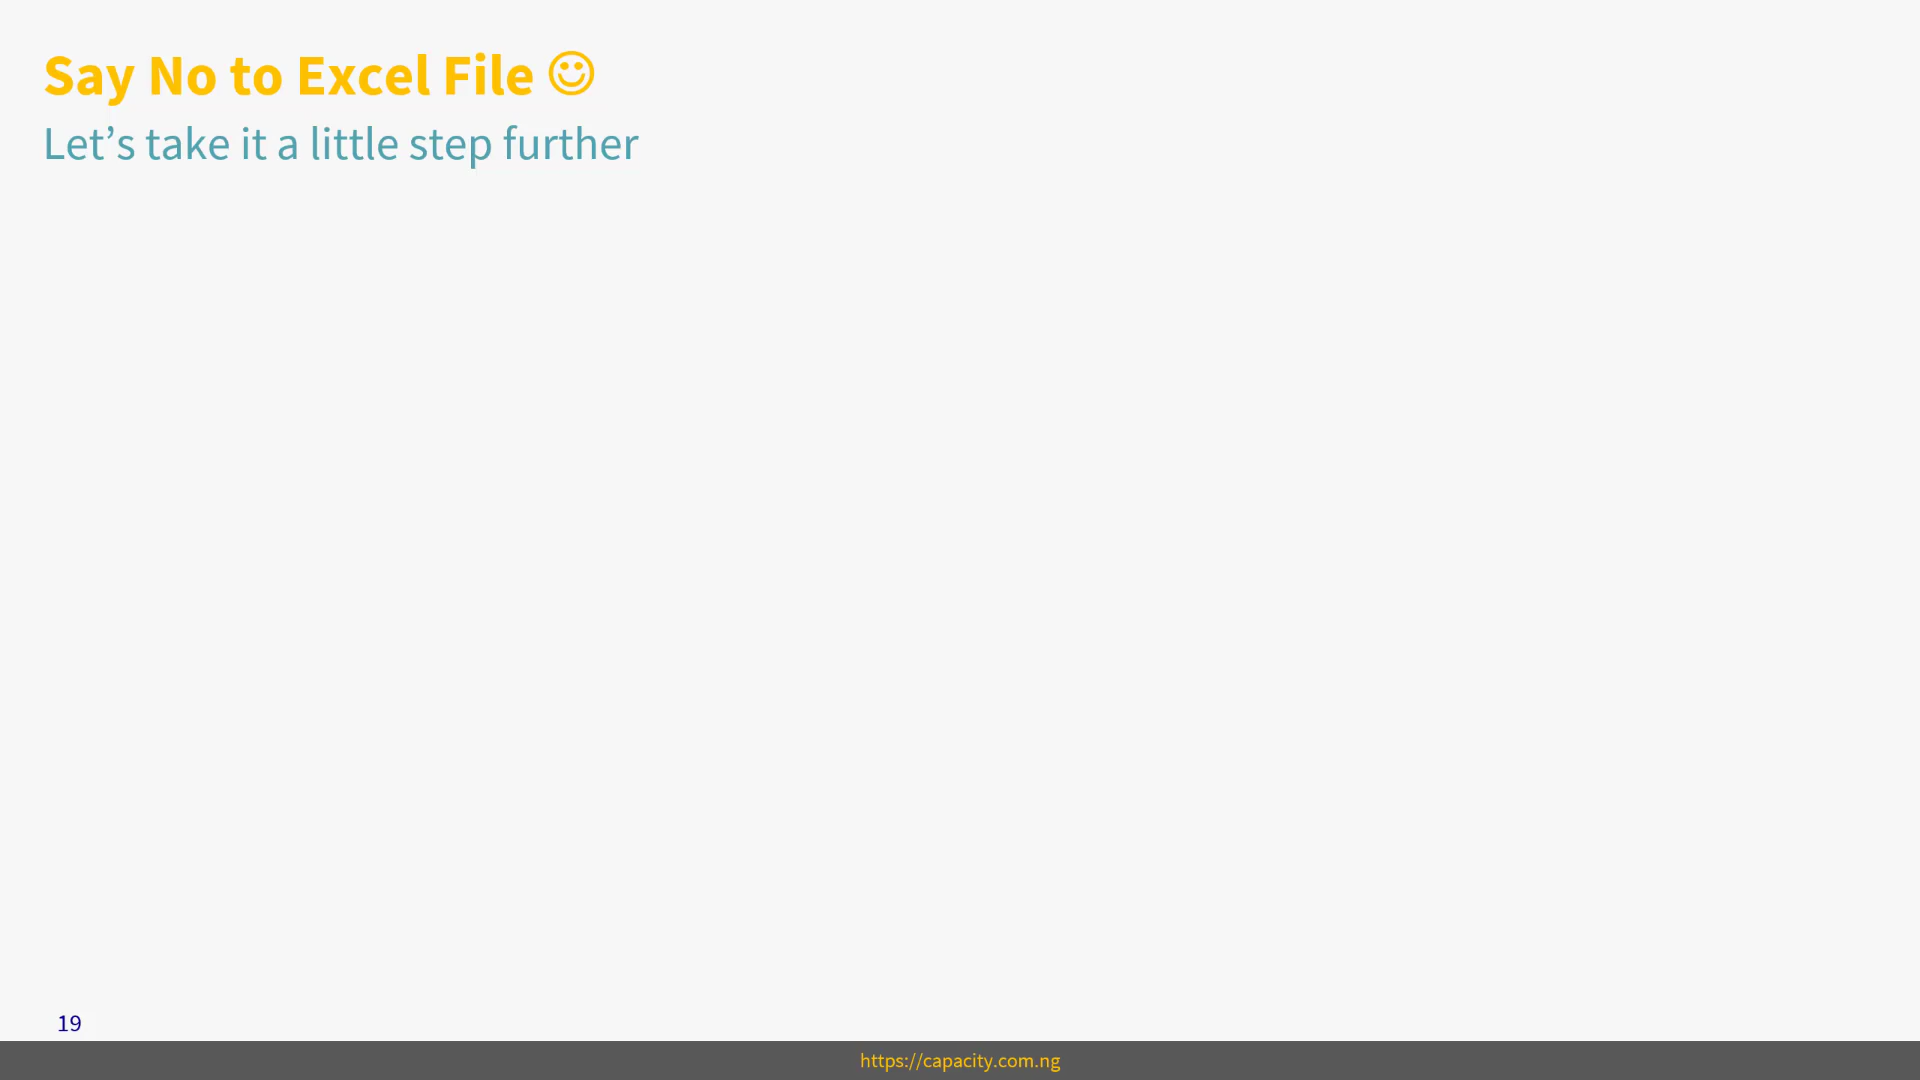 Say No to Excel File ☺
Let’s take it a little step further
19
https://capacity.com.ng